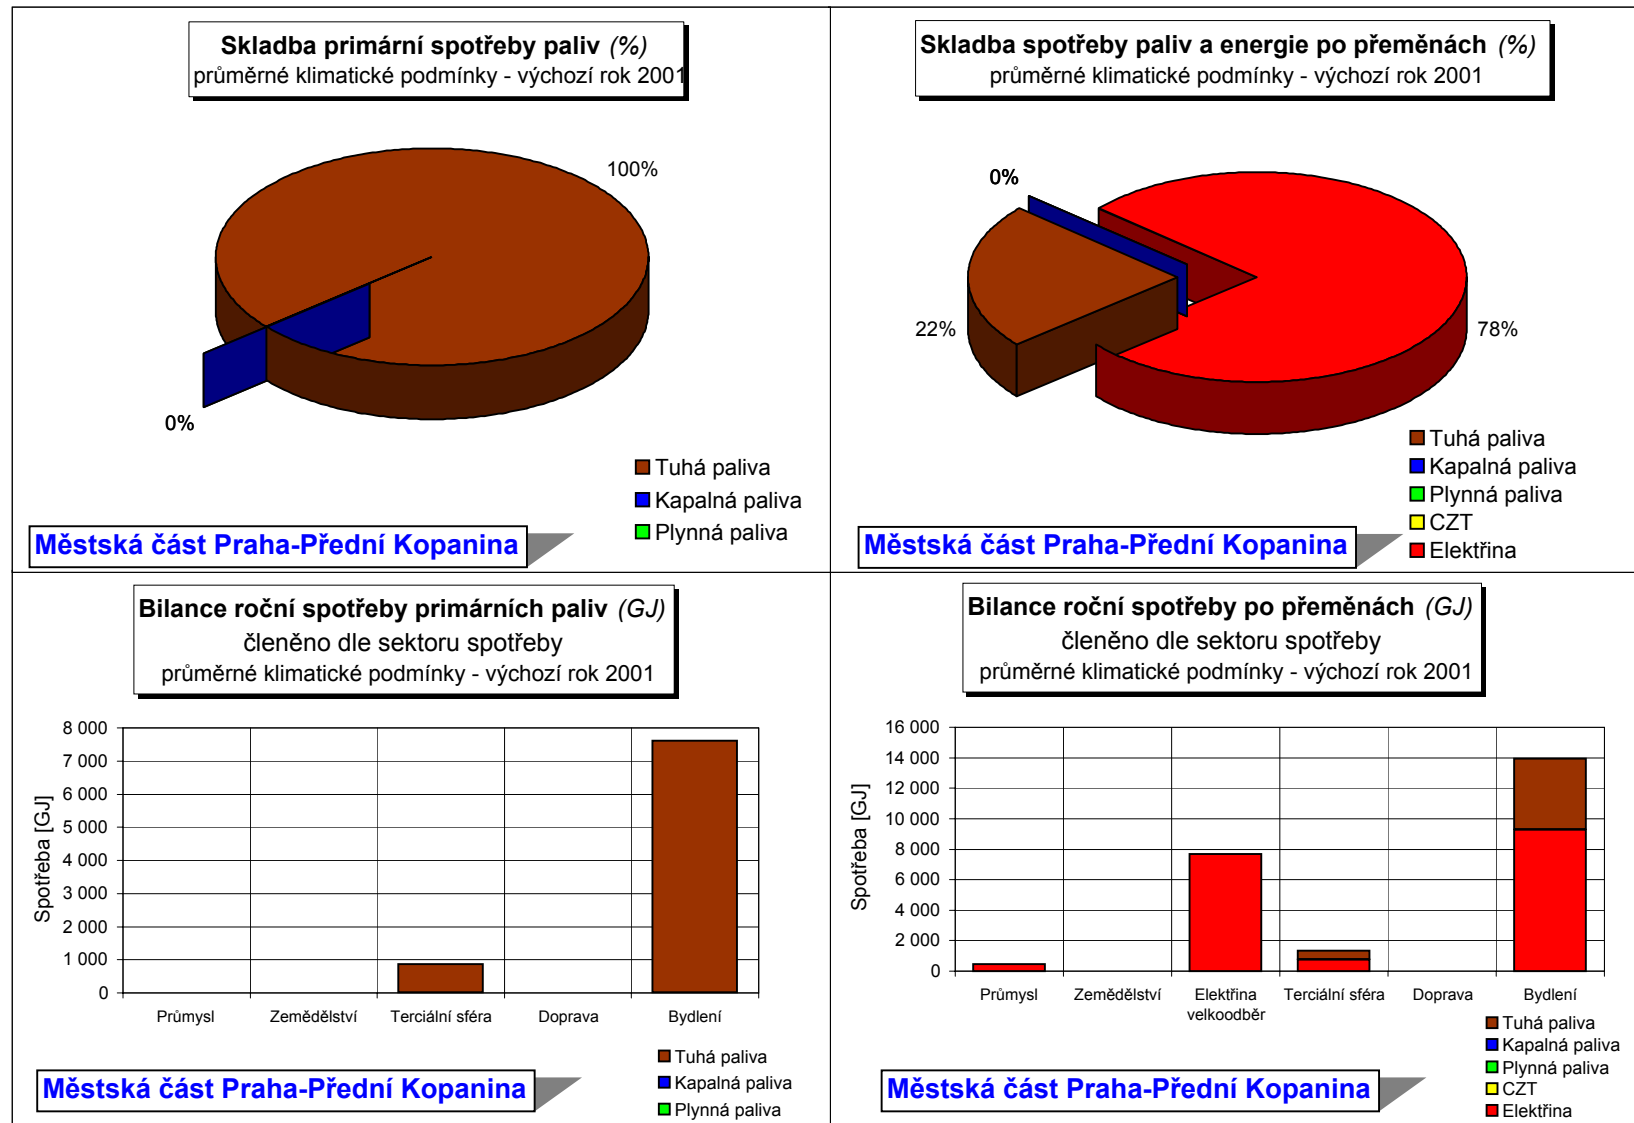 Skladba primární spotřeby paliv (%)
průměrné klimatické podmínky - výchozí rok 2001
100%
0%
Tuhá paliva
Kapalná paliva
Plynná paliva
Městská část Praha-Přední Kopanina
Skladba spotřeby paliv a energie po přeměnách (%)
průměrné klimatické podmínky - výchozí rok 2001
0%
22%
78%
Tuhá paliva
Kapalná paliva
Plynná paliva
CZT
Elektřina
Městská část Praha-Přední Kopanina
Bilance roční spotřeby primárních paliv (GJ)
členěno dle sektoru spotřeby
průměrné klimatické podmínky - výchozí rok 2001
Spotřeba [GJ]
8 000
7 000
6 000
5 000
4 000
3 000
2 000
1 000
0
Průmysl Zemědělství Terciální sféra Doprava Bydlení
Tuhá paliva
Kapalná paliva
Plynná paliva
Městská část Praha-Přední Kopanina
Bilance roční spotřeby po přeměnách (GJ)
členěno dle sektoru spotřeby
průměrné klimatické podmínky - výchozí rok 2001
Spotřeba [GJ]
16 000
14 000
12 000
10 000
8 000
6 000
4 000
2 000
0
Průmysl Zemědělství Elektřina Terciální sféra Doprava Bydlení
velkoodběr
Tuhá paliva
Kapalná paliva
Plynná paliva
CZT
Elektřina
Městská část Praha-Přední Kopanina